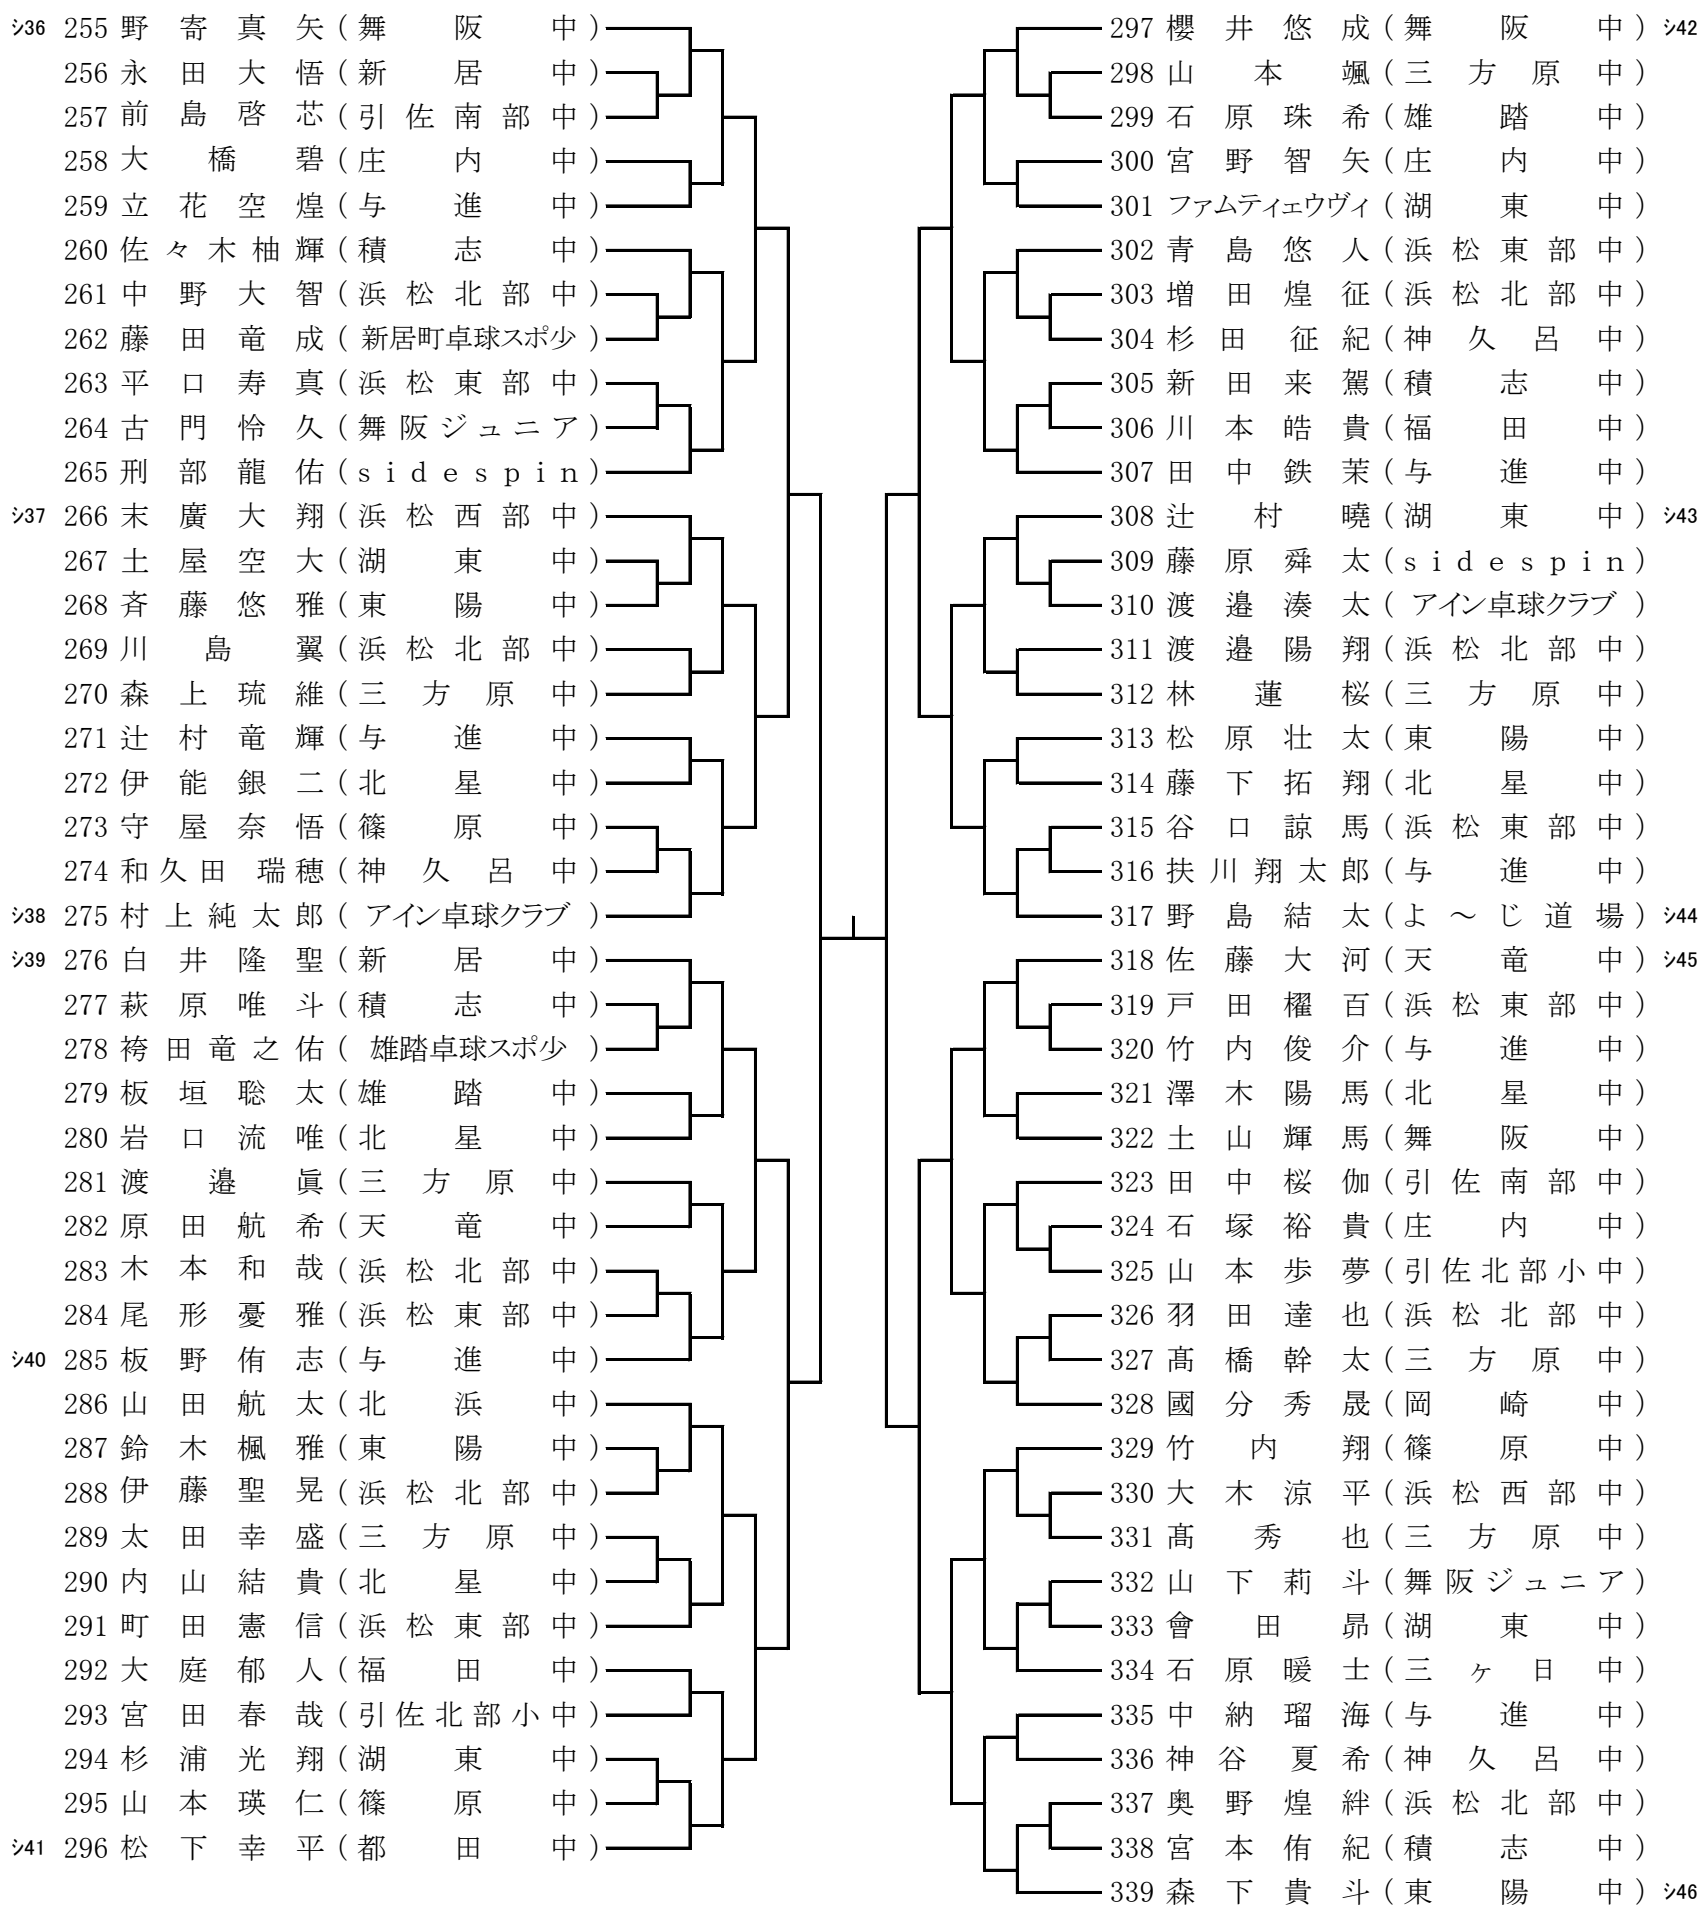 ｼ36 255 野寄真矢(舞阪中)
256 永田大悟(新居中)
257 前島啓芯(引佐南部中)
258 大橋碧(庄内中)
259 立花空煌(与進中)
260 佐々木柚輝(積志中)
261 中野大智(浜松北部中)
262 藤田竜成(新居町卓球スポ少)
263 平口寿真(浜松東部中)
264 古門怜久(舞阪ジュニア)
265 刑部龍佑(sidespin)
ｼ37 266 末廣大翔(浜松西部中)
267 土屋空大(湖東中)
268 斉藤悠雅(東陽中)
269 川島翼(浜松北部中)
270 森上琉維(三方原中)
271 辻村竜輝(与進中)
272 伊能銀二(北星中)
273 守屋奈悟(篠原中)
274 和久田瑞穂(神久呂中)
ｼ38 275 村上純太郎(アイン卓球クラブ)
ｼ39 276 白井隆聖(新居中)
277 萩原唯斗(積志中)
278 袴田竜之佑(雄踏卓球スポ少)
279 板垣聡太(雄踏中)
280 岩口流唯(北星中)
281 渡邉眞(三方原中)
282 原田航希(天竜中)
283 木本和哉(浜松北部中)
284 尾形憂雅(浜松東部中)
ｼ40 285 板野侑志(与進中)
286 山田航太(北浜中)
287 鈴木楓雅(東陽中)
288 伊藤聖晃(浜松北部中)
289 太田幸盛(三方原中)
290 内山結貴(北星中)
291 町田憲信(浜松東部中)
292 大庭郁人(福田中)
293 宮田春哉(引佐北部小中)
294 杉浦光翔(湖東中)
295 山本瑛仁(篠原中)
ｼ41 296 松下幸平(都田中)
297 櫻井悠成(舞阪中) ｼ42
298 山本颯(三方原中)
299 石原珠希(雄踏中)
300 宮野智矢(庄内中)
301 ファムティェウヴィ(湖東中)
302 青島悠人(浜松東部中)
303 増田煌征(浜松北部中)
304 杉田征紀(神久呂中)
305 新田来駕(積志中)
306 川本皓貴(福田中)
307 田中鉄茉(与進中)
308 辻村曉(湖東中) ｼ43
309 藤原舜太(sidespin)
310 渡邉湊太(アイン卓球クラブ)
311 渡邉陽翔(浜松北部中)
312 林蓮桜(三方原中)
313 松原壮太(東陽中)
314 藤下拓翔(北星中)
315 谷口諒馬(浜松東部中)
316 扶川翔太郎(与進中)
317 野島結太(よ～じ道場) ｼ44
318 佐藤大河(天竜中) ｼ45
319 戸田櫂百(浜松東部中)
320 竹内俊介(与進中)
321 澤木陽馬(北星中)
322 土山輝馬(舞阪中)
323 田中桜伽(引佐南部中)
324 石塚裕貴(庄内中)
325 山本歩夢(引佐北部小中)
326 羽田達也(浜松北部中)
327 髙橋幹太(三方原中)
328 國分秀晟(岡崎中)
329 竹内翔(篠原中)
330 大木涼平(浜松西部中)
331 髙秀也(三方原中)
332 山下莉斗(舞阪ジュニア)
333 會田昴(湖東中)
334 石原暖士(三ヶ日中)
335 中納瑠海(与進中)
336 神谷夏希(神久呂中)
337 奥野煌絆(浜松北部中)
338 宮本侑紀(積志中)
339 森下貴斗(東陽中) ｼ46